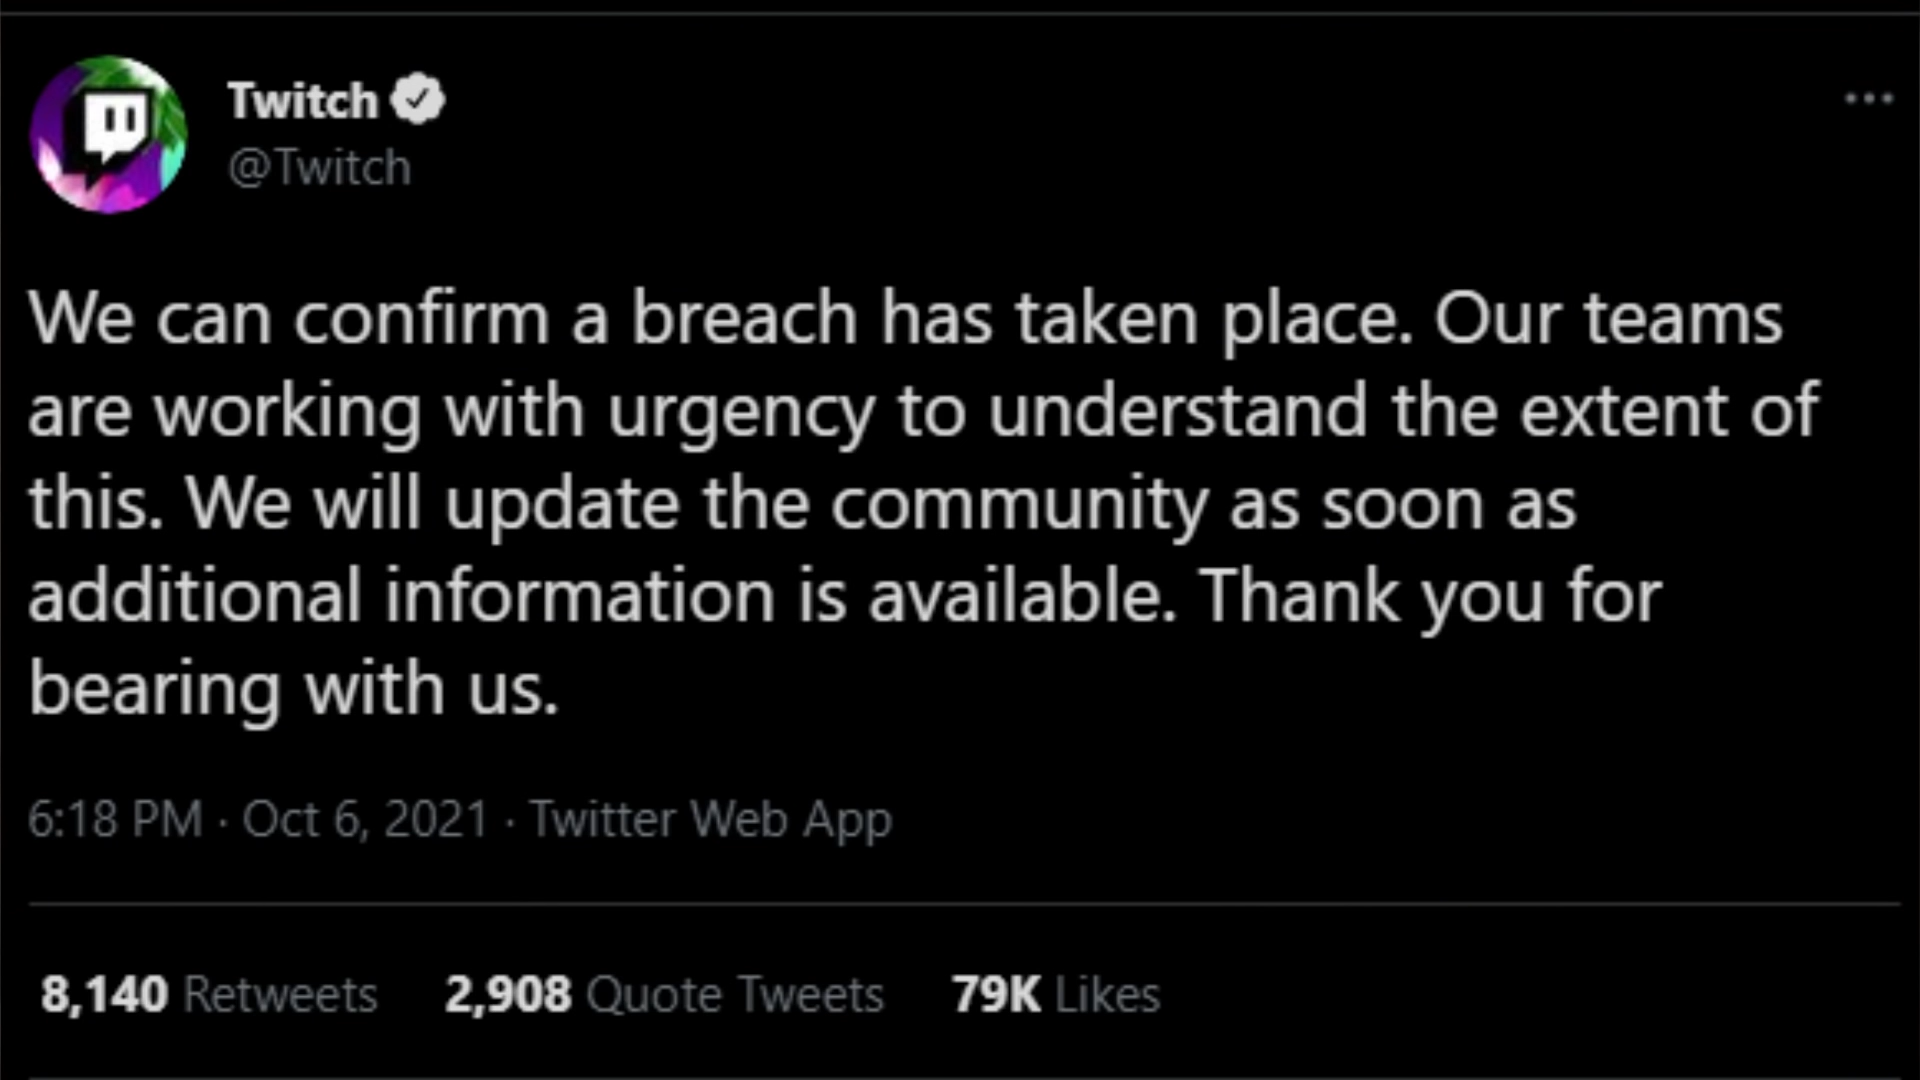 Twitch
@Twitch
We can confirm a breach has taken place. Our teams
are working with urgency to understand the extent of
this. We will update the community as soon as
additional information is available. Thank you for
bearing with us.
6:18 PM · Oct 6, 2021 · Twitter Web App
8,140 Retweets 2,908 Quote Tweets 79K Likes